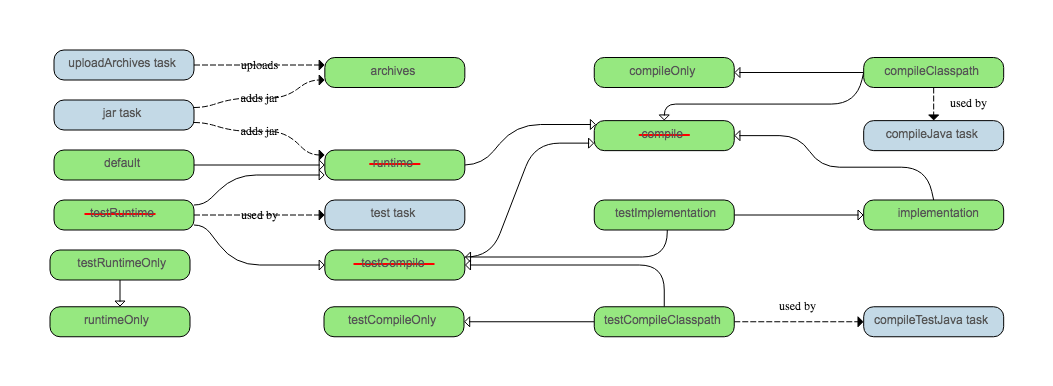 uploadArchives task
uploads
archives
compileOnly
compileClasspath
jar task
adds jar
used by
adds jar
compile
compileJava task
default
runtime
testRuntime
used by
test task
testImplementation
implementation
testRuntimeOnly
testCompile
used by
runtimeOnly
testCompileOnly
testCompileClasspath
compileTestJava task